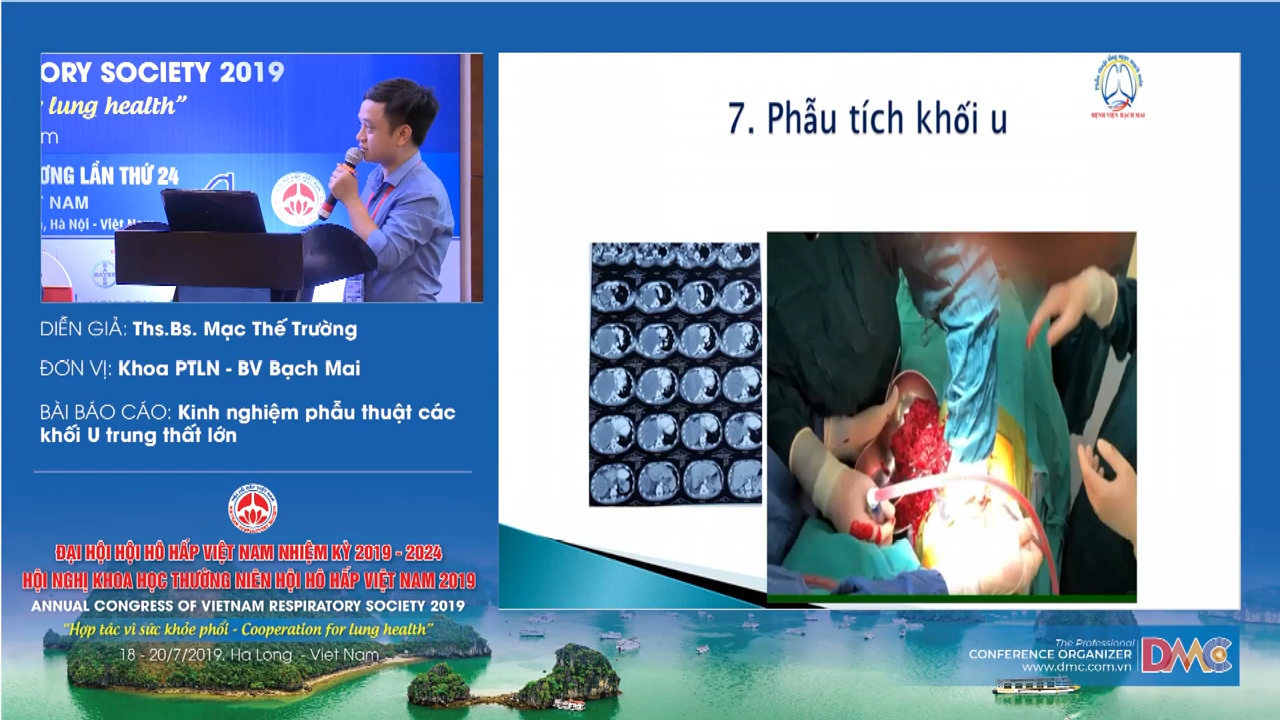 ORY SOCIETY 2019
lung health”
m
ƠNG LẦN THỨ 24
T NAM
, Hà Nội - Việt Nam
BAYER
DIỄN GIẢ: Ths.Bs. Mạc Thế Trường
ĐƠN VỊ: Khoa PTLN - BV Bạch Mai
BÀI BÁO CÁO: Kinh nghiệm phẫu thuật các
khối U trung thất lớn
ĐẠI HỘI HỘI HÔ HẤP VIỆT NAM NHIỆM KỲ 2019 - 2024
HỘI NGHỊ KHOA HỌC THƯỜNG NIÊN HỘI HÔ HẤP VIỆT NAM 2019
ANNUAL CONGRESS OF VIETNAM RESPIRATORY SOCIETY 2019
“Hợp tác vì sức khỏe phổi - Cooperation for lung health”
18 - 20/7/2019. Ha Long - Viet Nam
7. Phẫu tích khối u
BỆNH VIỆN BẠCH MAI
The Professional
CONFERENCE ORGANIZER
www.dmc.com.vn
DMC